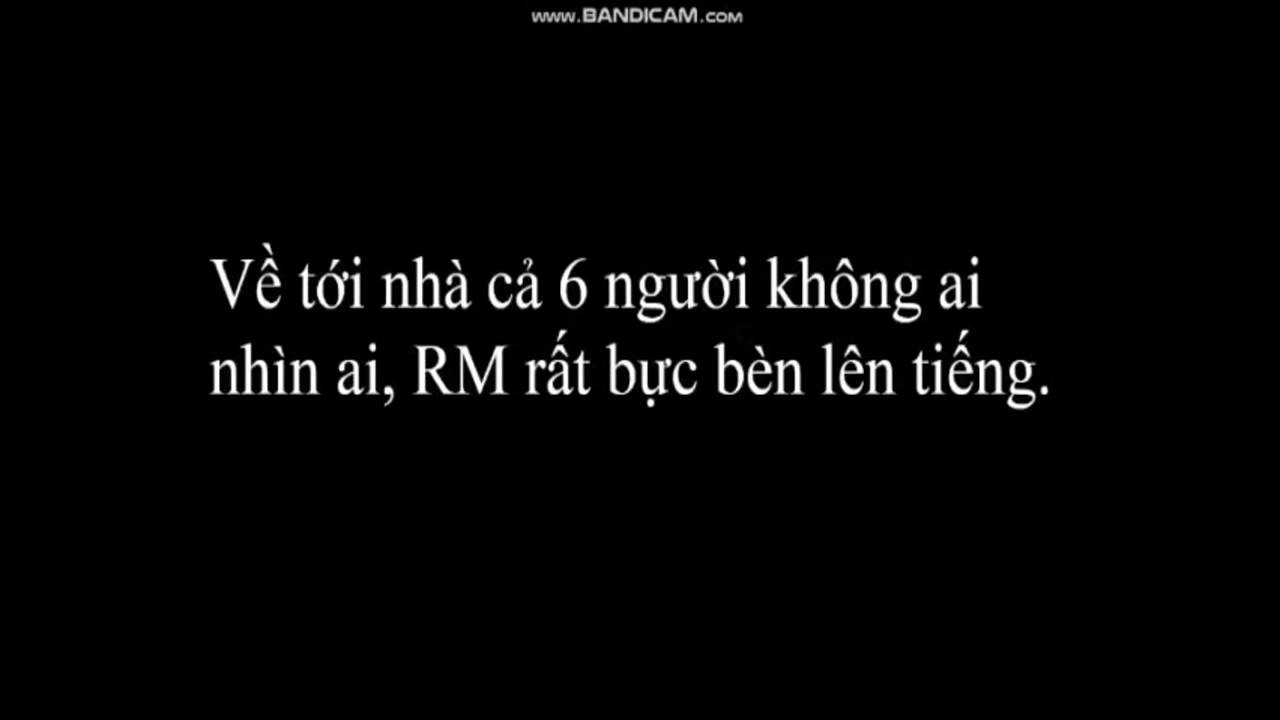 www.BANDICAM.com
Về tới nhà cả 6 người không ai
nhìn ai, RM rất bực bèn lên tiếng.